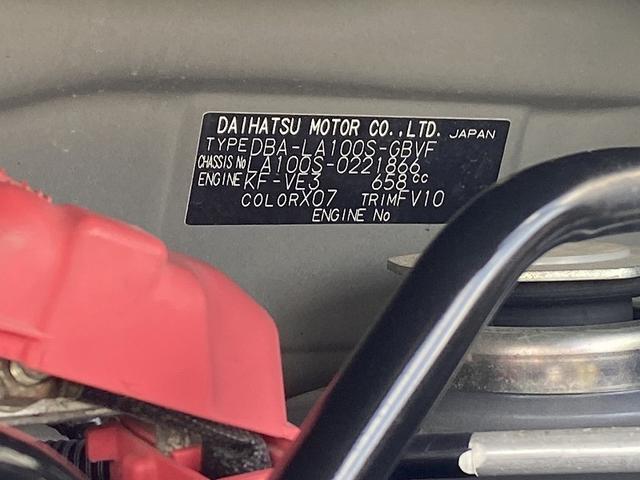 DAIHATSU MOTOR CO.,LTD. JAPAN
TYPE DBA-LA100S-GBVF
CHASSIS No LA100S-0221866
ENGINE KF-VE3 658cc
COLOR X07 TRIM FV10
ENGINE No